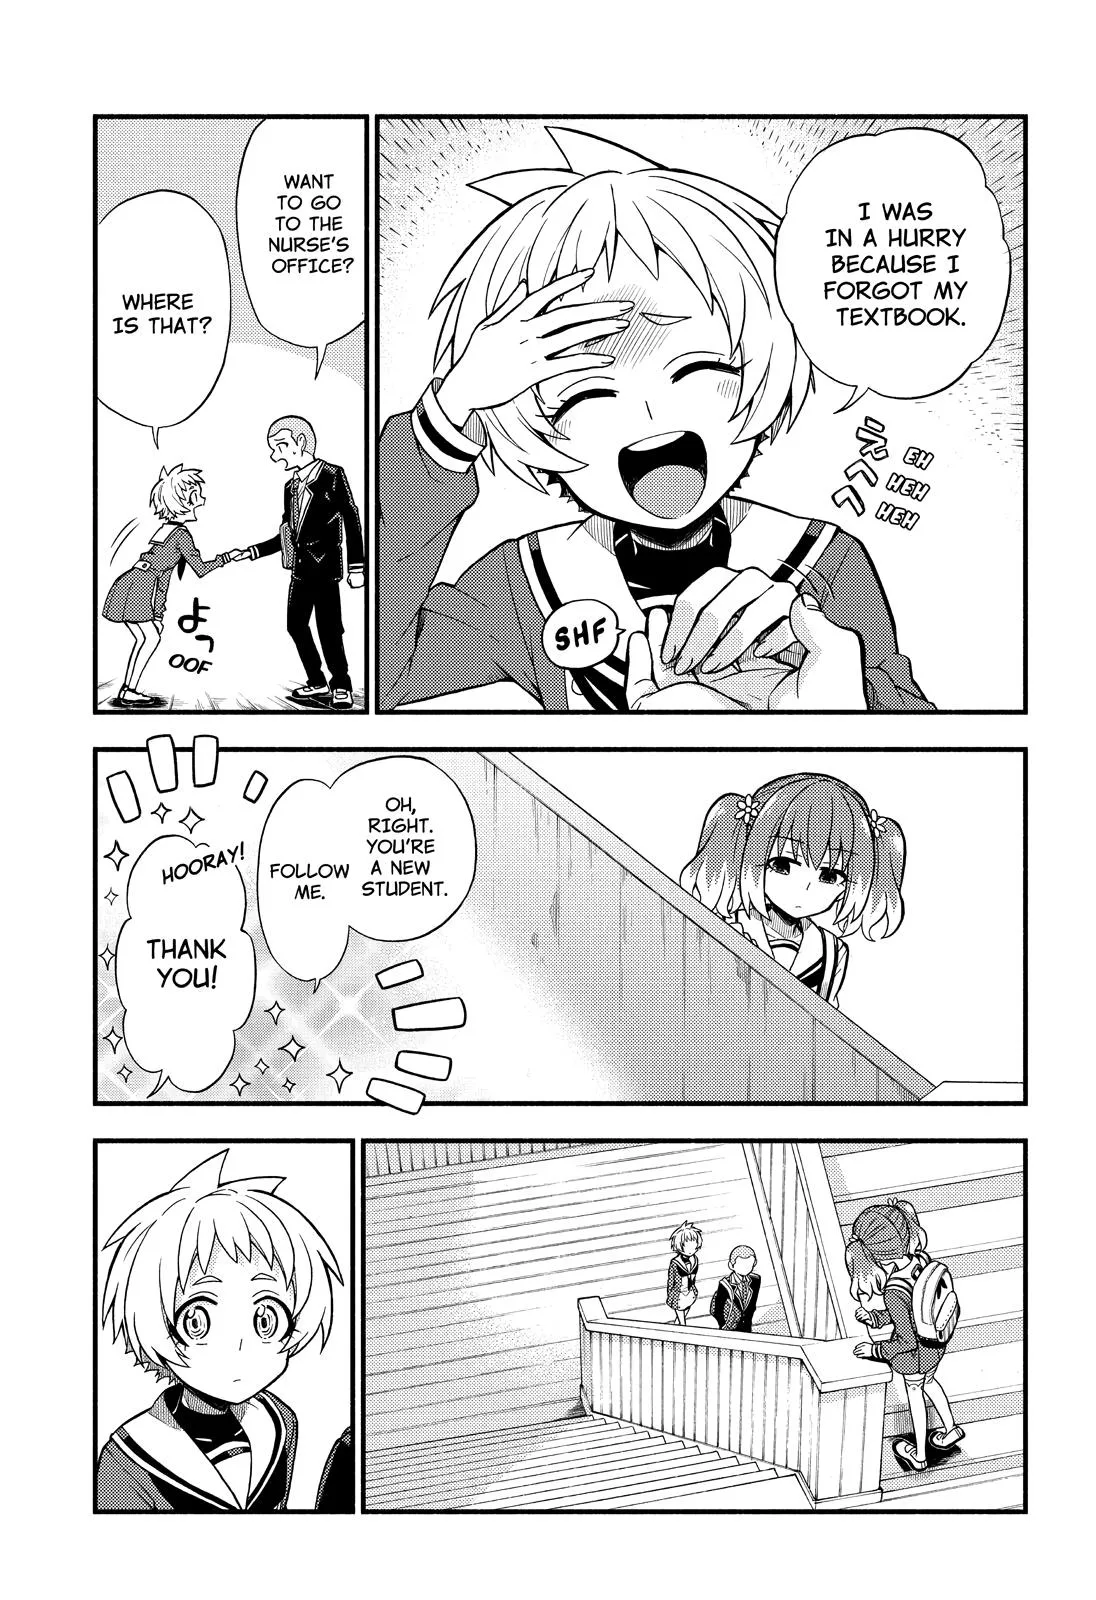 I WAS
IN A HURRY
BECAUSE I
FORGOT MY
TEXTBOOK.
えへへへ
EH
HEH
HEH
SHF
WANT
TO GO
TO THE
NURSE'S
OFFICE?
WHERE
IS THAT?
よっ
OOF
OH,
RIGHT.
YOU'RE
A NEW
STUDENT.
FOLLOW
ME.
HOORAY!
THANK
YOU!